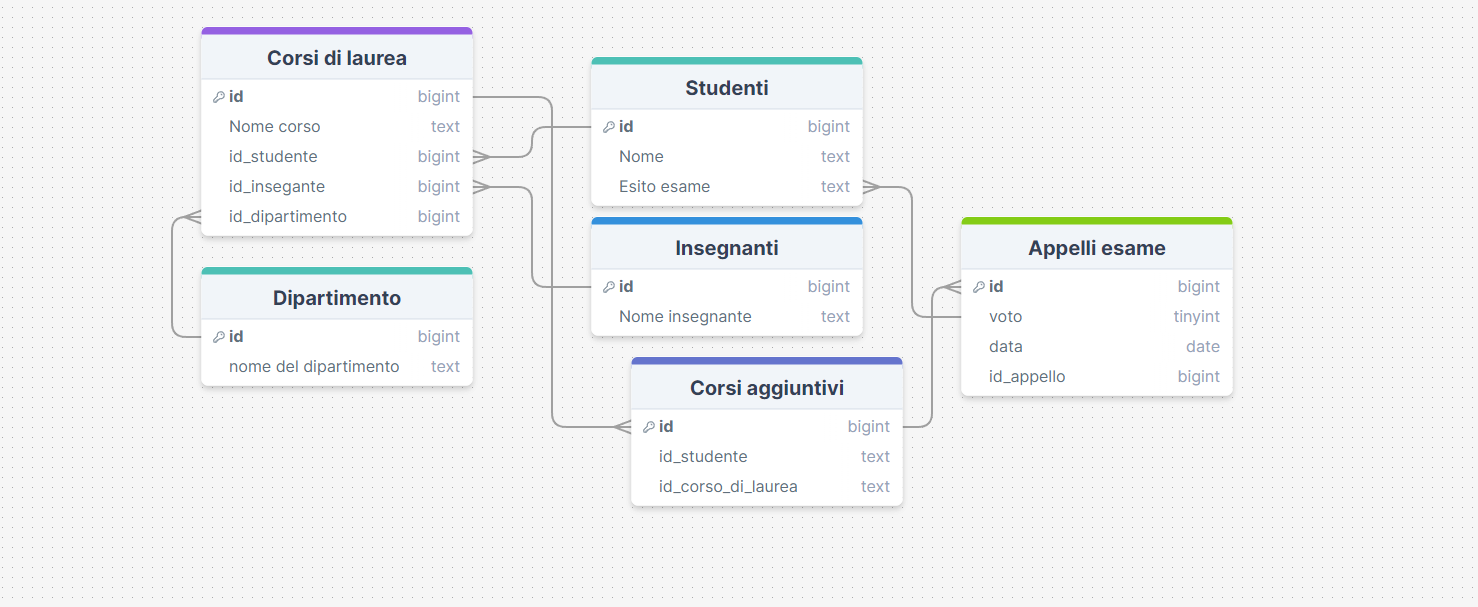 Corsi di laurea
id bigint
Nome corso text
id_studente bigint
id_insegante bigint
id_dipartimento bigint
Dipartimento
id bigint
nome del dipartimento text
Studenti
id bigint
Nome text
Esito esame text
Insegnanti
id bigint
Nome insegnante text
Corsi aggiuntivi
id bigint
id_studente text
id_corso_di_laurea text
Appelli esame
id bigint
voto tinyint
data date
id_appello bigint